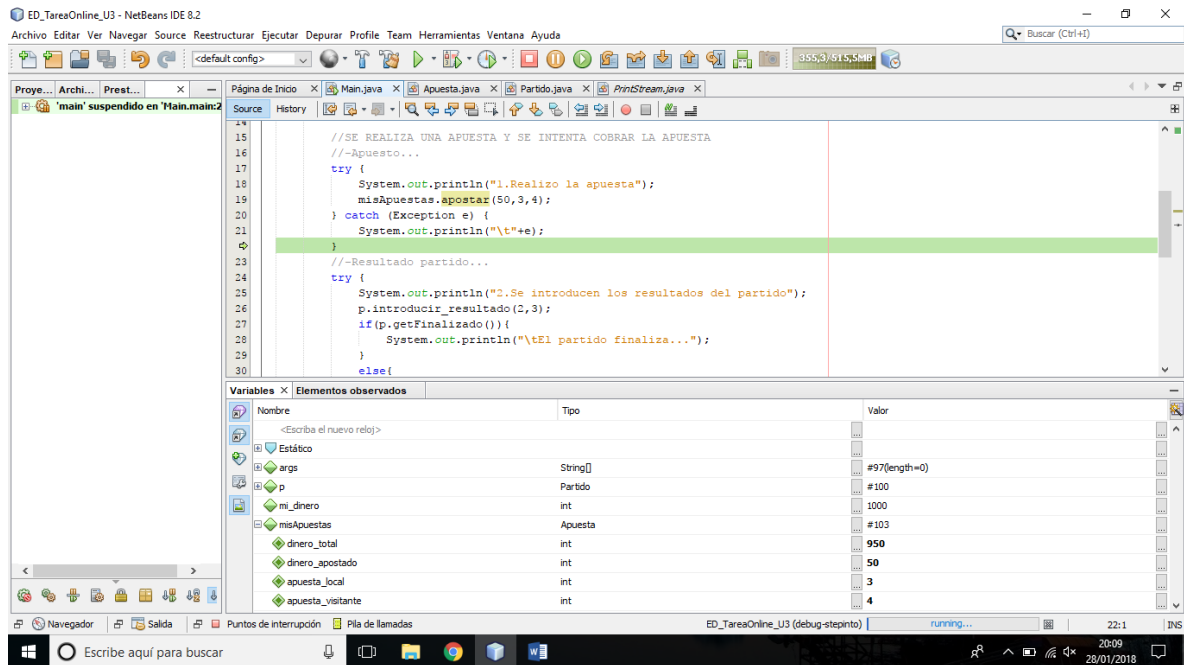 ED_TareaOnline_U3 - NetBeans IDE 8.2
Archivo Editar Ver Navegar Source Reestructurar Ejecutar Depurar Profile Team Herramientas Ventana Ayuda
Buscar (Ctrl+I)
<default config>
355,3/515,5MB
Proye... Archi... Prest...
Página de Inicio Main.java Apuesta.java Partido.java PrintStream.java
'main' suspendido en 'Main.main:2
Source History
14
15 //SE REALIZA UNA APUESTA Y SE INTENTA COBRAR LA APUESTA
16 //-Apuesto...
17 try {
18 System.out.println("1.Realizo la apuesta");
19 misApuestas.apostar(50,3,4);
20 } catch (Exception e) {
21 System.out.println("\t"+e);
}
23 //-Resultado partido...
24 try {
25 System.out.println("2.Se introducen los resultados del partido");
26 p.introducir_resultado(2,3);
27 if(p.getFinalizado()){
28 System.out.println("\tEl partido finaliza...");
29 }
30 else{
Variables Elementos observados
Nombre Tipo Valor
<Escriba el nuevo reloj>
Estático
args String[] #97(length=0)
p Partido #100
mi_dinero int 1000
misApuestas Apuesta #103
dinero_total int 950
dinero_apostado int 50
apuesta_local int 3
apuesta_visitante int 4
Navegador Salida Puntos de interrupción Pila de llamadas ED_TareaOnline_U3 (debug-stepinto) running... 22:1 INS
Escribe aquí para buscar
20:09
28/01/2018